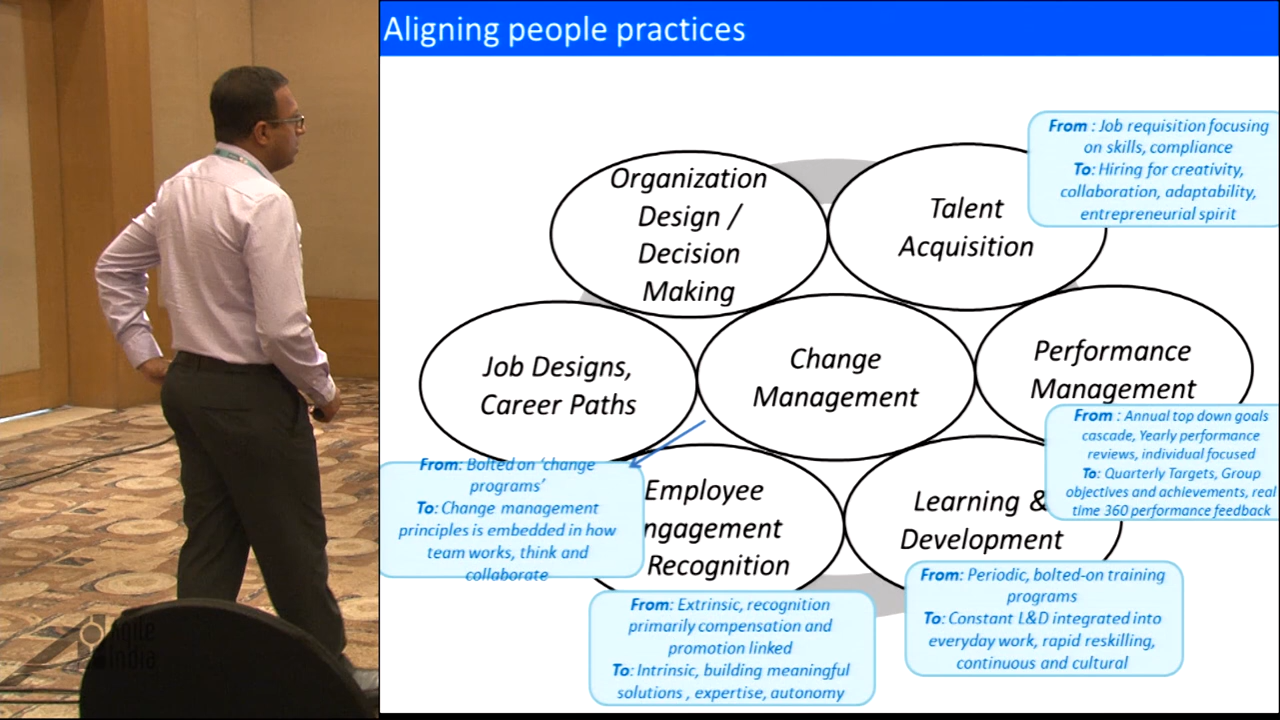 Aligning people practices
From : Job requisition focusing
on skills, compliance
To: Hiring for creativity,
collaboration, adaptability,
entrepreneurial spirit
Organization
Design /
Decision
Making
Talent
Acquisition
Job Designs,
Career Paths
Change
Management
Performance
Management
From : Annual top down goals
cascade, Yearly performance
reviews, individual focused
To: Quarterly Targets, Group
objectives and achievements, real
time 360 performance feedback
From: Bolted on ‘change
programs’
To: Change management
principles is embedded in how
team works, think and
collaborate
Employee
ngagement
Recognition
Learning &
Development
From: Periodic, bolted-on training
programs
To: Constant L&D integrated into
everyday work, rapid reskilling,
continuous and cultural
From: Extrinsic, recognition
primarily compensation and
promotion linked
To: Intrinsic, building meaningful
solutions , expertise, autonomy
Agile
India